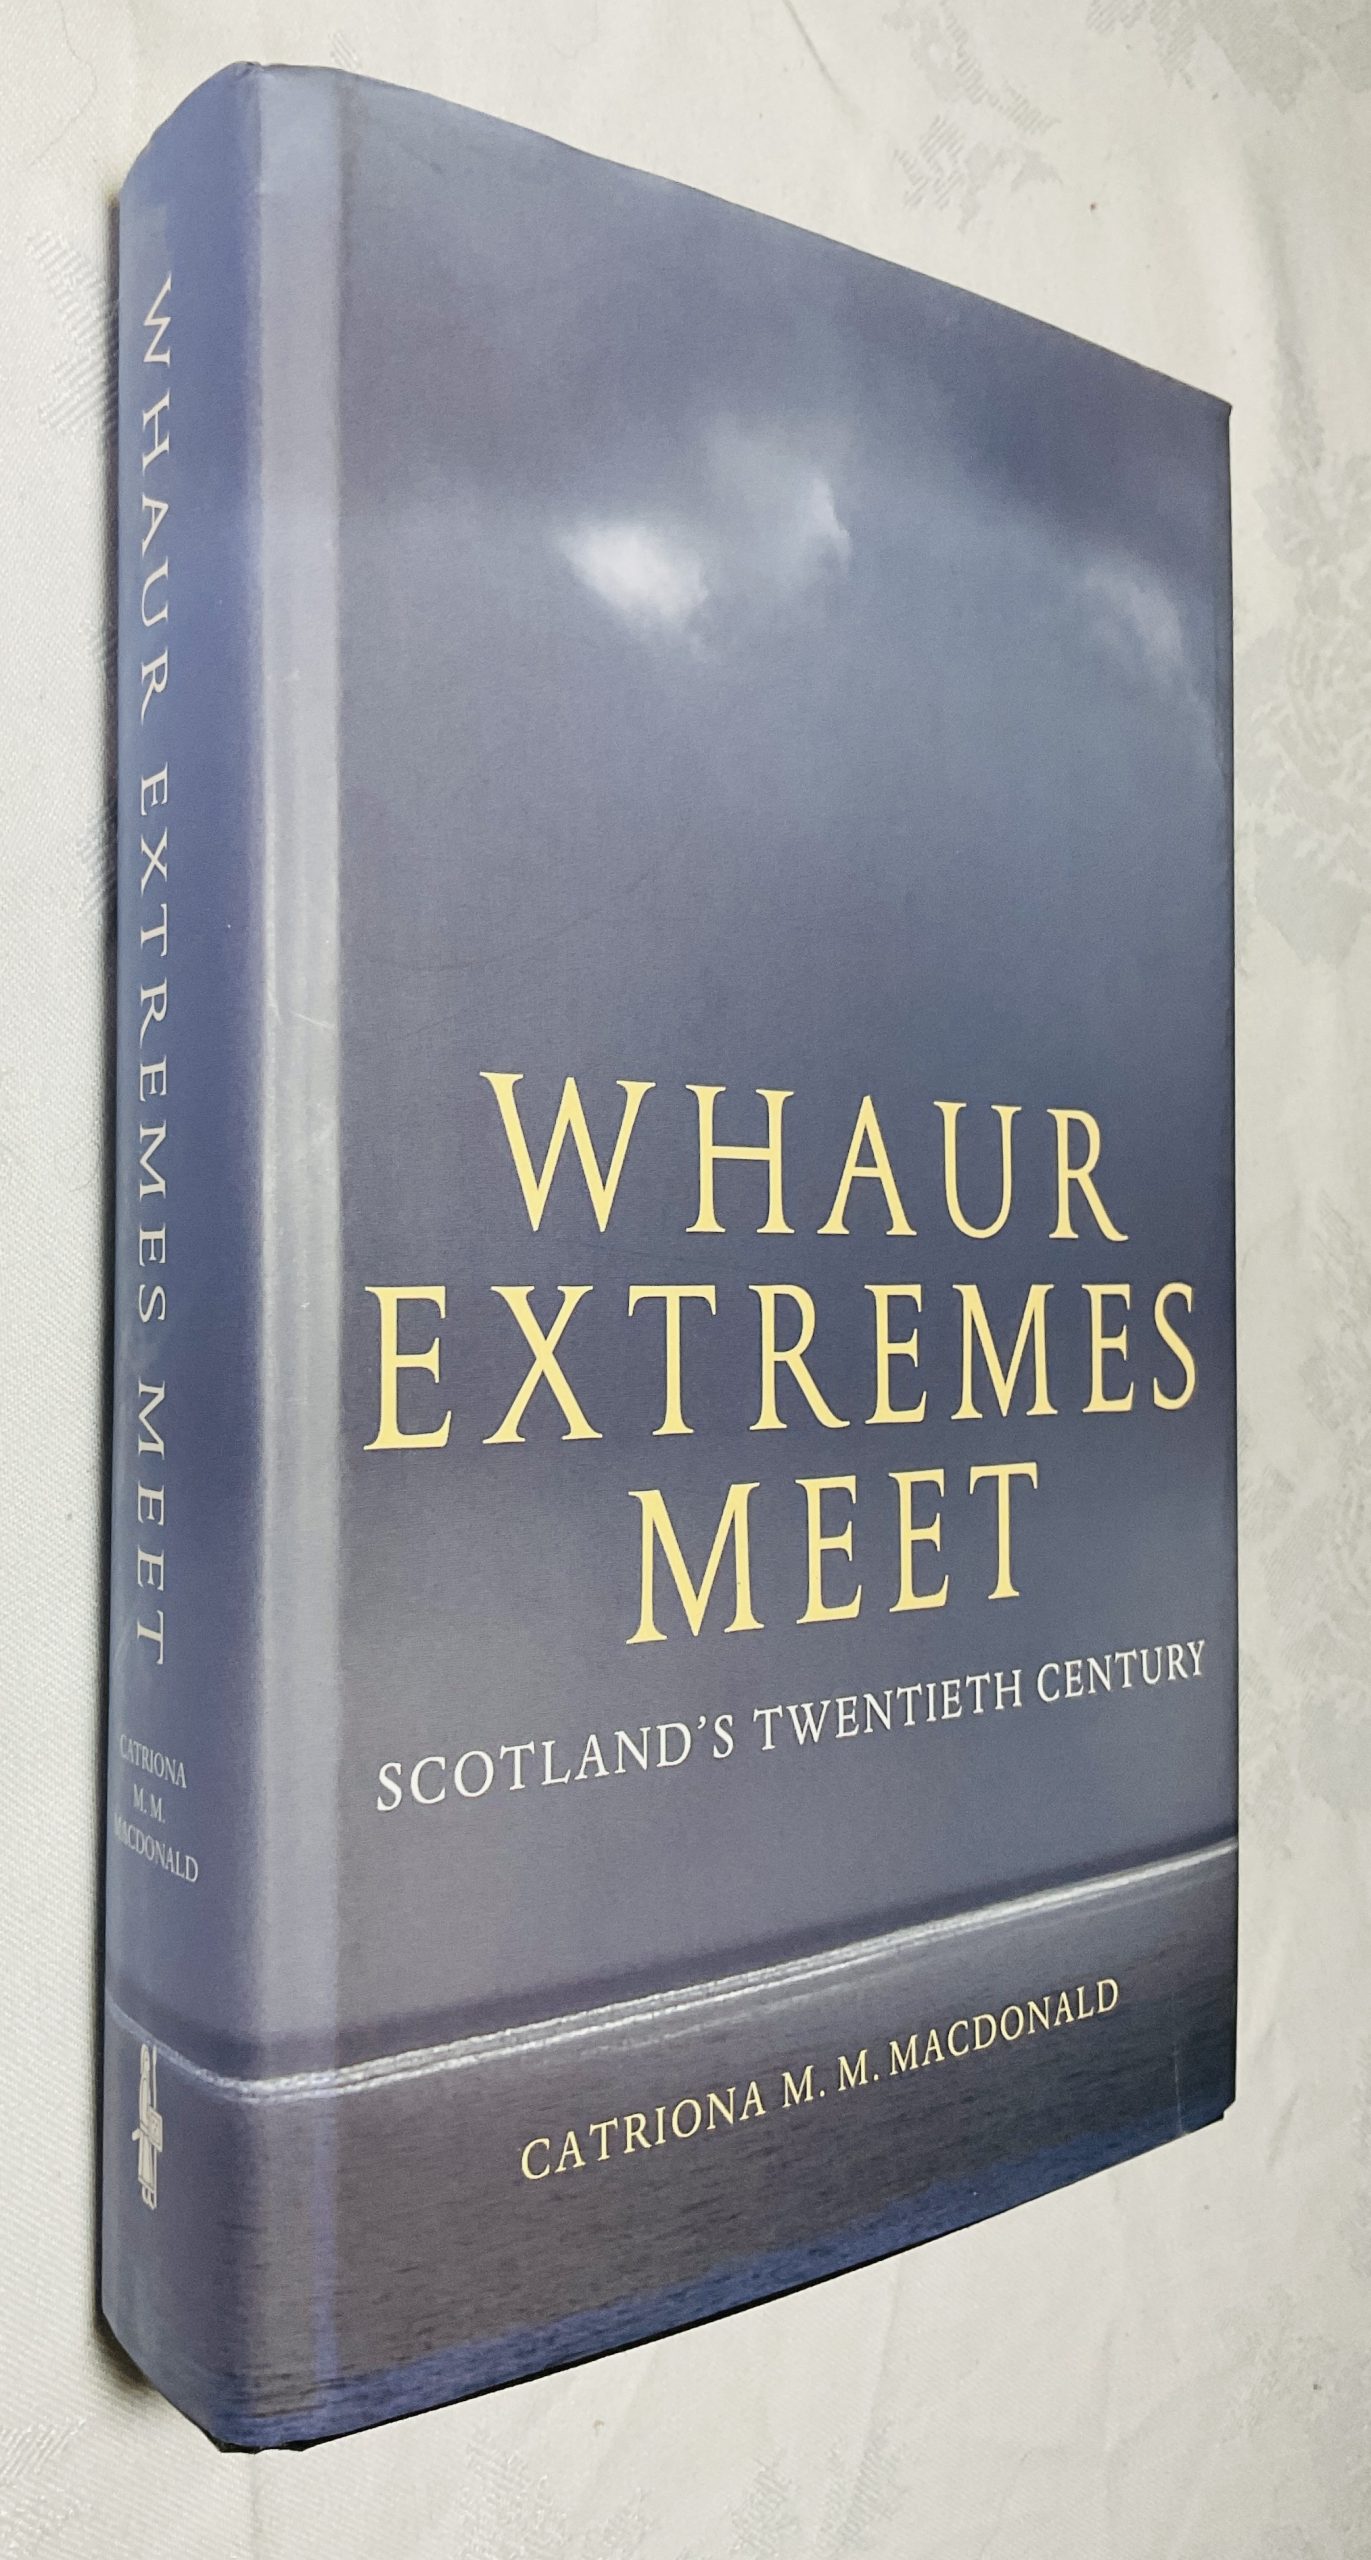 WHAUR EXTREMES MEET
CATRIONA
M. M.
MACDONALD
WHAUR
EXTREMES
MEET
SCOTLAND'S TWENTIETH CENTURY
CATRIONA M. M. MACDONALD